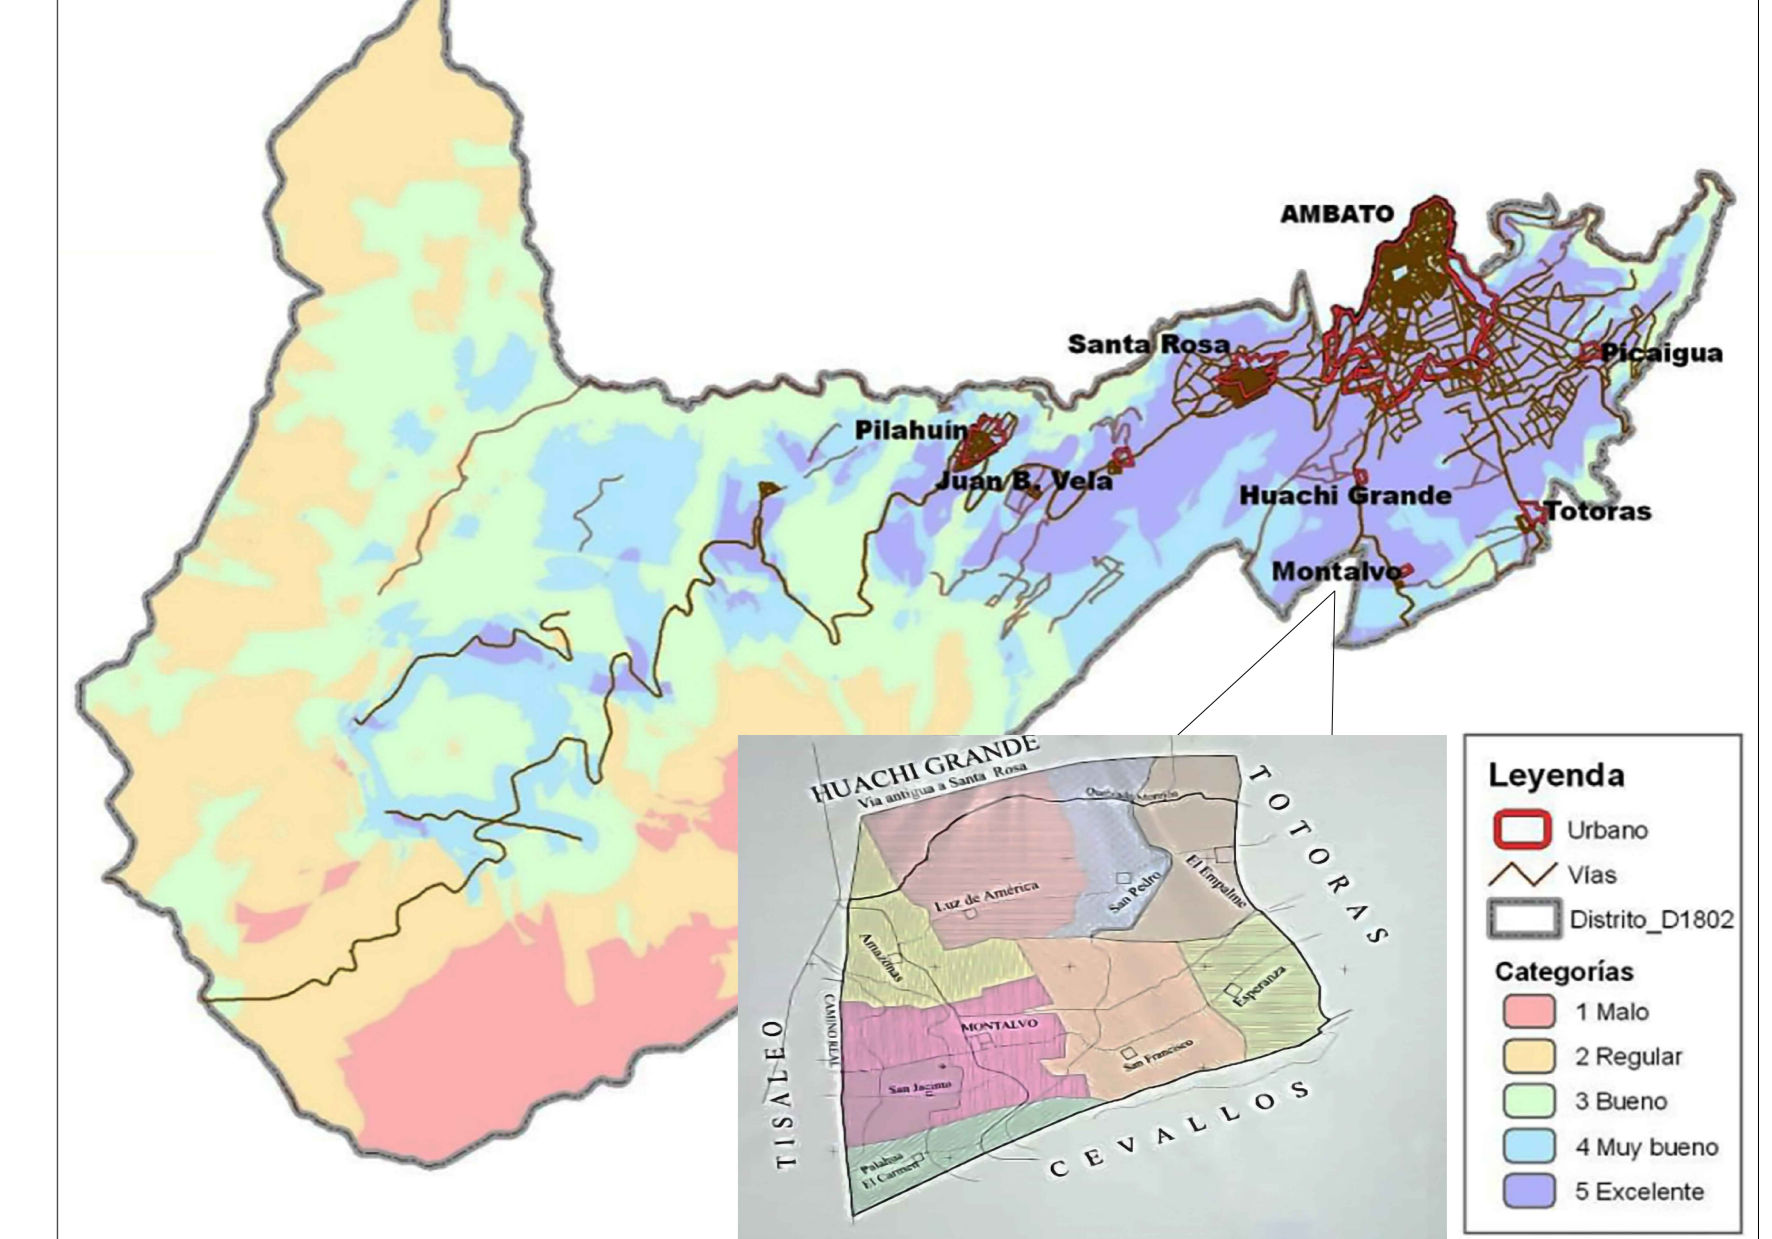 AMBATO
Santa Rosa
Picaigua
Pilahuin
Juan B. Vela
Huachi Grande
Totoras
Montalvo
HUACHI GRANDE
Via antigua a Santa Rosa
TOTORAS
Luz de América
San Pedro
El Empalme
Amazonas
Esperanza
CAMINO REAL
MONTALVO
San Francisco
San Jacinto
TISALEO
Palahua
El Carmen
CEVALLOS
Leyenda
Urbano
Vías
Distrito_D1802
Categorías
1 Malo
2 Regular
3 Bueno
4 Muy bueno
5 Excelente